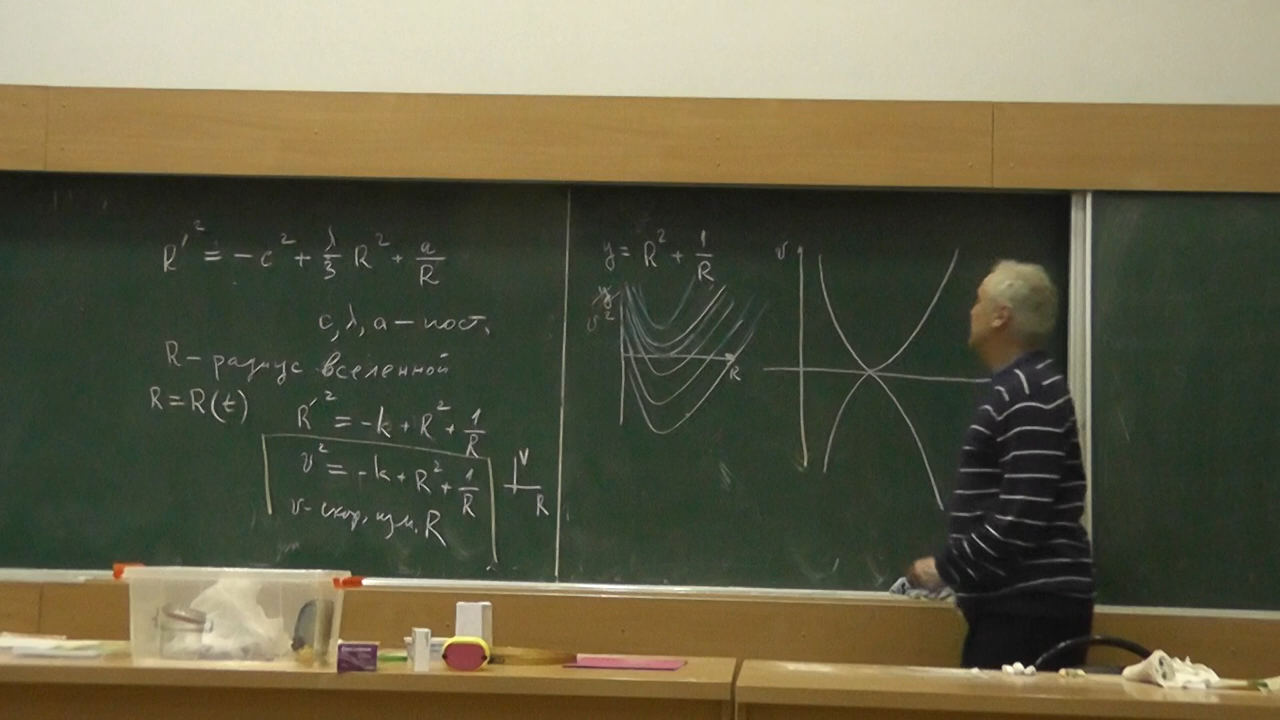 R'² = -c² + λ/3 R² + a/R
c, λ, a — пост.
R - радиус вселенной
R = R(t)
R'² = -k + R² + 1/R
v² = -k + R² + 1/R
v - скор. изм. R
v
R
y = R² + 1/R
y
v²
R
v